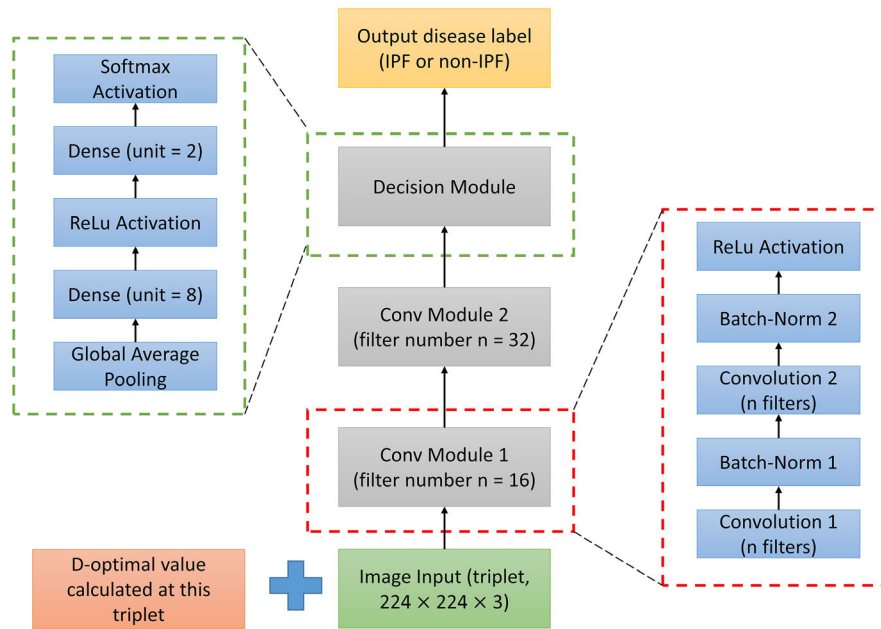 Softmax
Activation
Dense (unit = 2)
ReLu Activation
Dense (unit = 8)
Global Average
Pooling
Output disease label
(IPF or non-IPF)
Decision Module
Conv Module 2
(filter number n = 32)
Conv Module 1
(filter number n = 16)
Image Input (triplet,
224 × 224 × 3)
D-optimal value
calculated at this
triplet
ReLu Activation
Batch-Norm 2
Convolution 2
(n filters)
Batch-Norm 1
Convolution 1
(n filters)